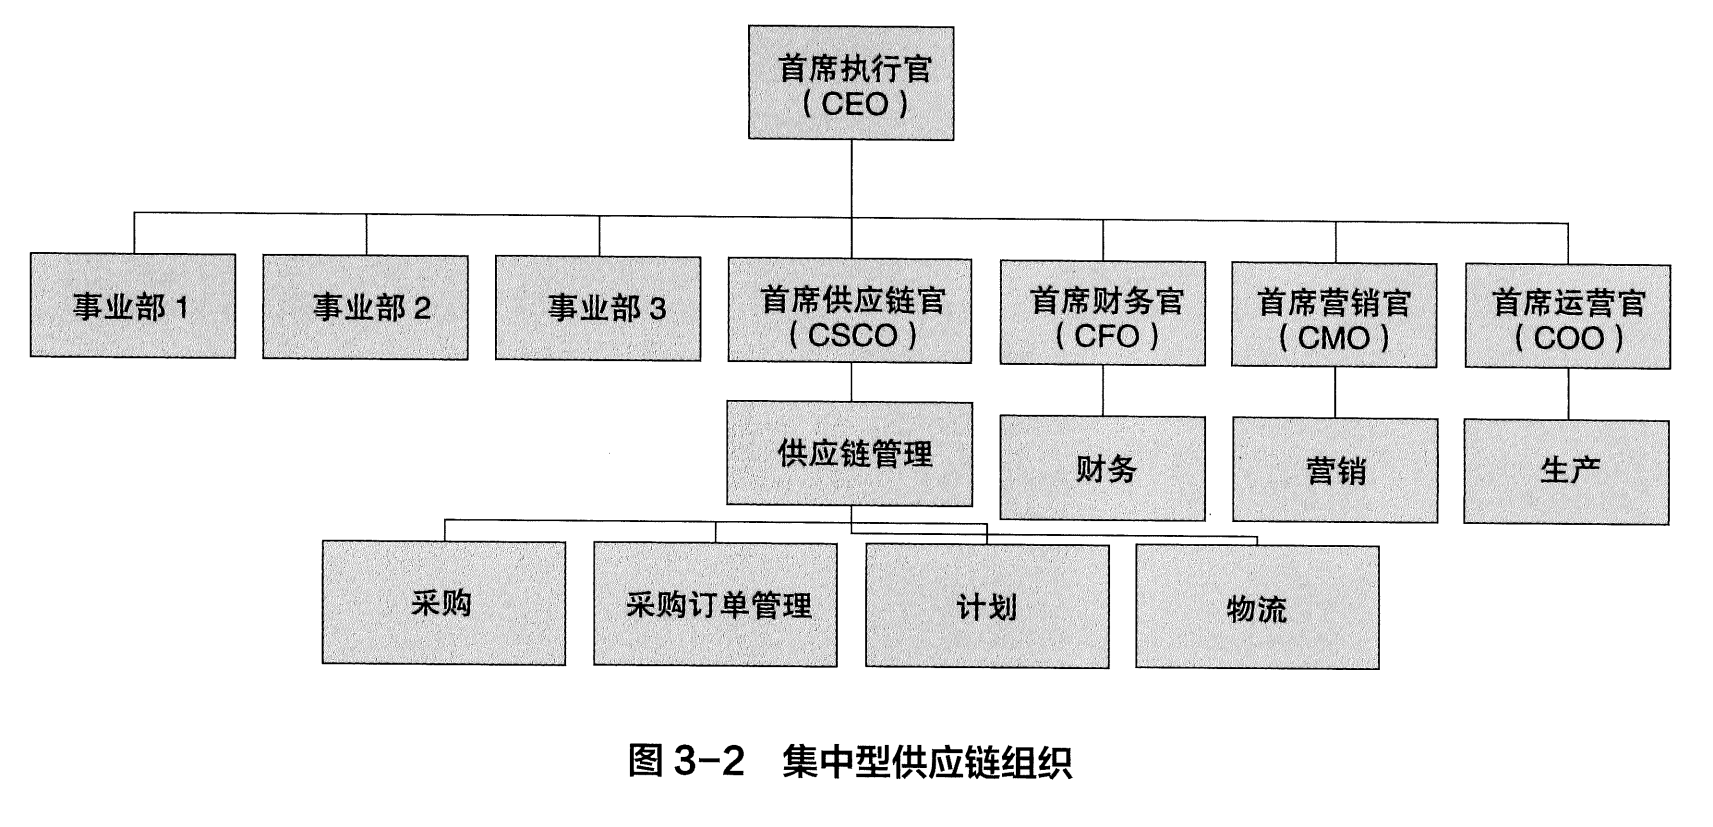 首席执行官
（CEO）
事业部 1
事业部 2
事业部 3
首席供应链官
（CSCO）
首席财务官
（CFO）
首席营销官
（CMO）
首席运营官
（COO）
供应链管理
财务
营销
生产
采购
采购订单管理
计划
物流
图 3-2 集中型供应链组织